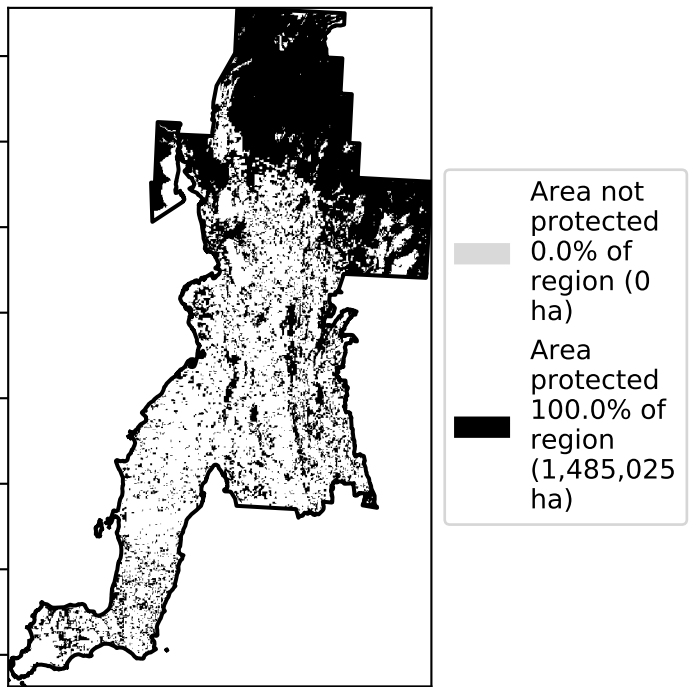 Area not
protected
0.0% of
region (0
ha)
Area
protected
100.0% of
region
(1,485,025
ha)